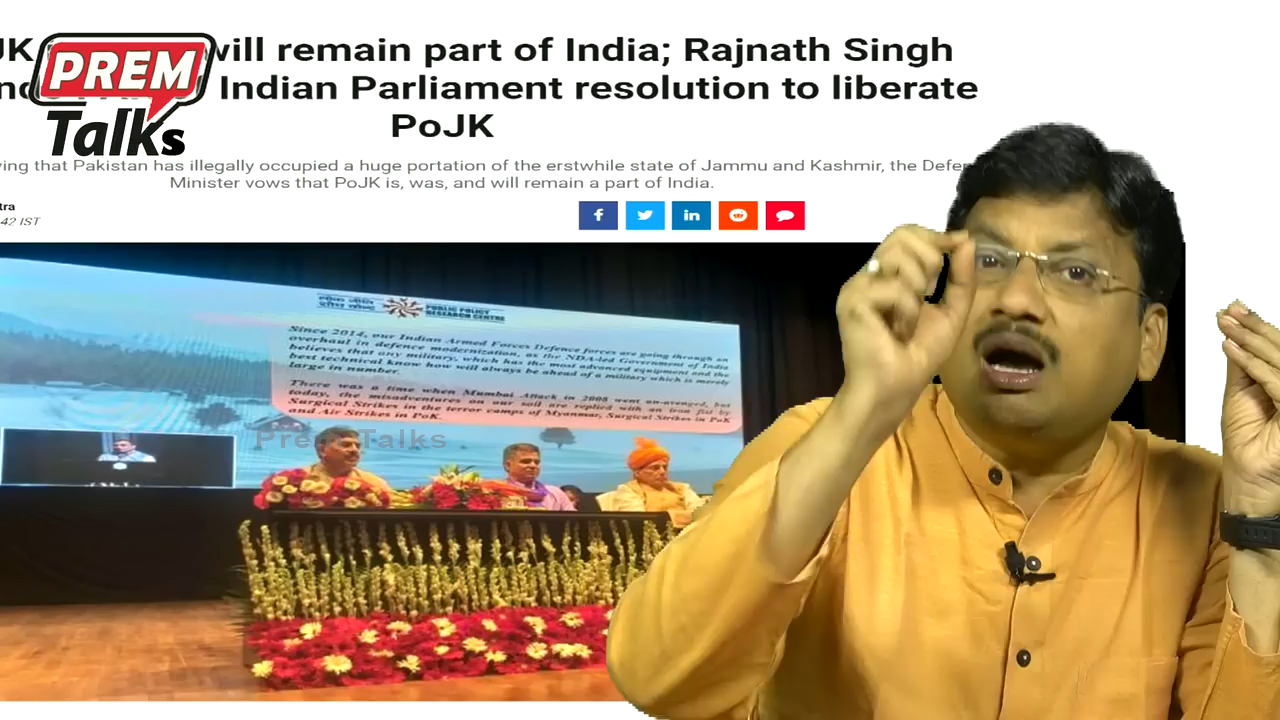 PREM
Talks
will remain part of India; Rajnath Singh
Indian Parliament resolution to liberate
PoJK
that Pakistan has illegally occupied a huge portation of the erstwhile state of Jammu and Kashmir, the
Minister vows that PoJK is, was, and will remain a part of India.
42 IST
लोक नीति
शोध केन्द्र
PUBLIC POLICY
RESEARCH CENTRE
Since 2014, our Indian Armed Forces Defence forces are going through an
overhaul in defence modernization, as the NDA-led Government of India
believes that any military, which has the most advanced equipment and the
best technical know how will always be ahead of a military which is merely
large in number.
There was a time when Mumbai Attack in 2008 went un-avenged, but
today, the misadventures on our soil are replied with an iron fist by
Surgical Strikes in the terror camps of Myanmar, Surgical Strikes in PoK
and Air Strikes in PoK.
Prem Talks